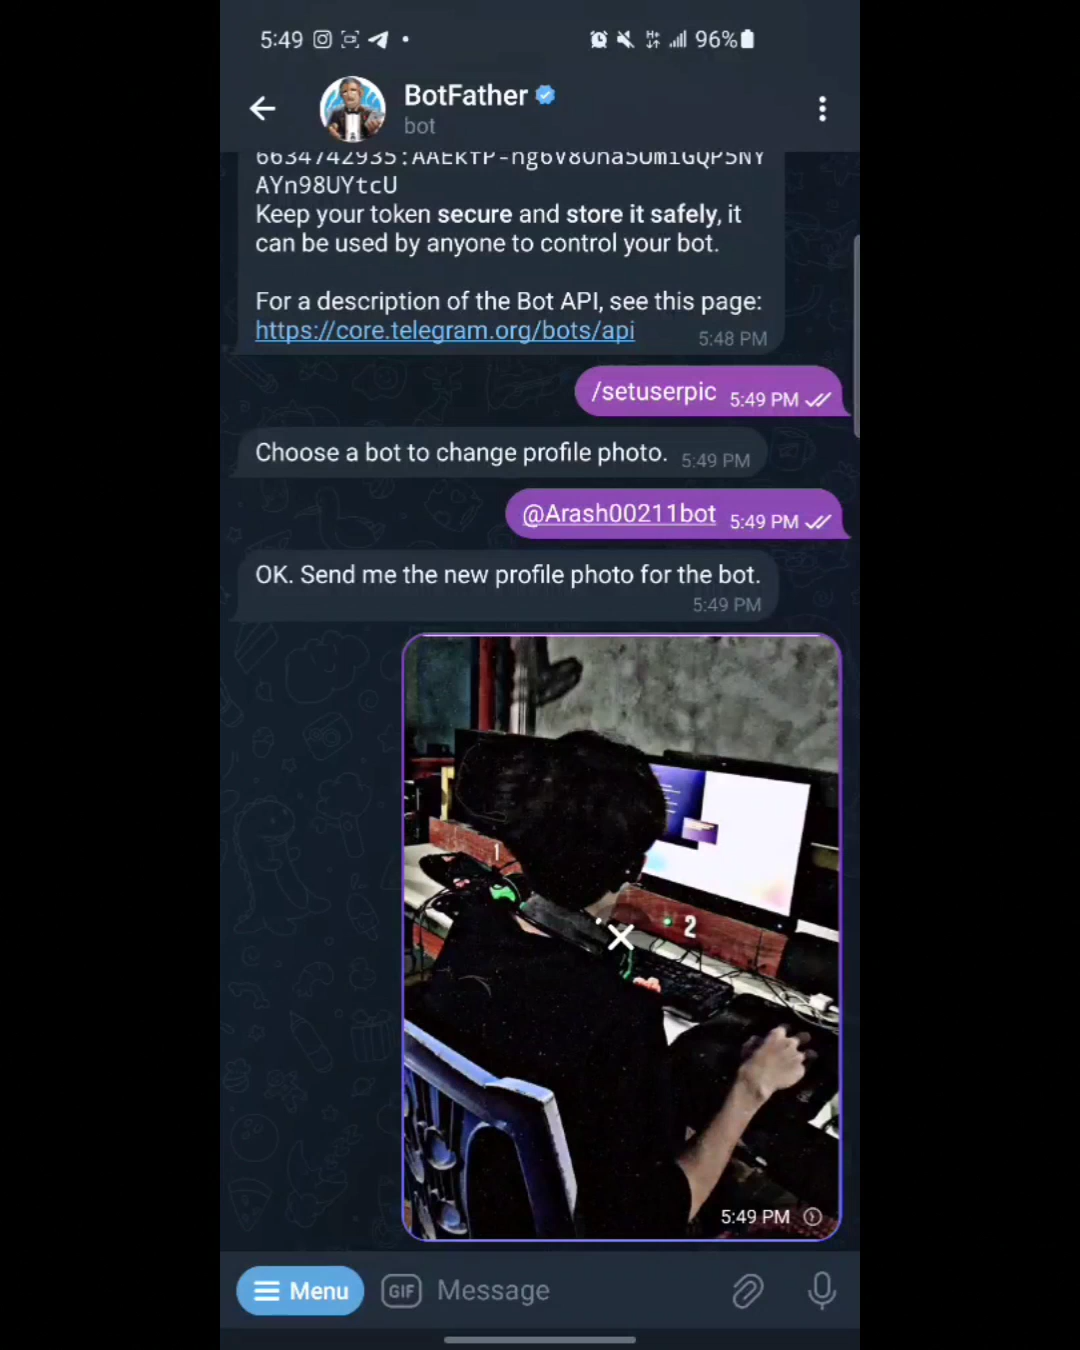 5:49
96%
BotFather
bot
AYn98UYtcU
Keep your token secure and store it safely, it
can be used by anyone to control your bot.
For a description of the Bot API, see this page:
https://core.telegram.org/bots/api
5:48 PM
/setuserpic 5:49 PM
Choose a bot to change profile photo. 5:49 PM
@Arash00211bot 5:49 PM
OK. Send me the new profile photo for the bot.
5:49 PM
1
2
5:49 PM
Menu
GIF
Message